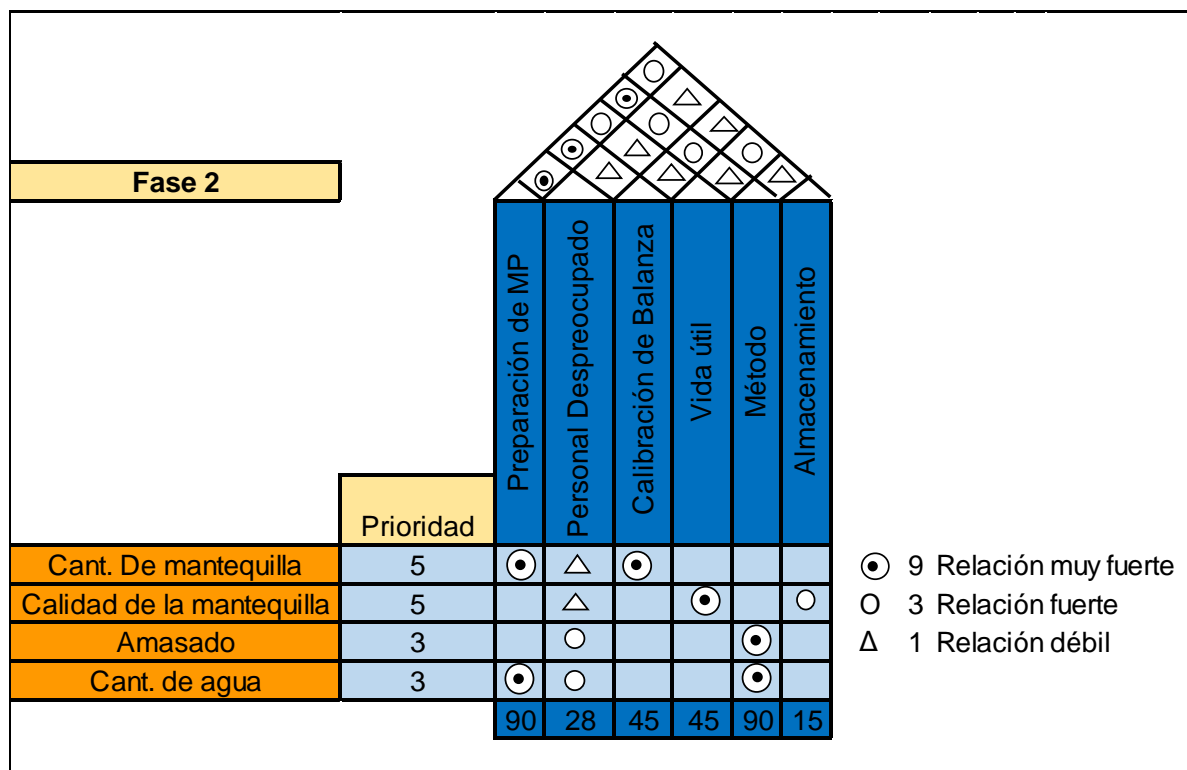 Fase 2
Preparación de MP
Personal Despreocupado
Calibración de Balanza
Vida útil
Método
Almacenamiento
Prioridad
Cant. De mantequilla 5
Calidad de la mantequilla 5
Amasado 3
Cant. de agua 3
90 28 45 45 90 15
9 Relación muy fuerte
O 3 Relación fuerte
Δ 1 Relación débil